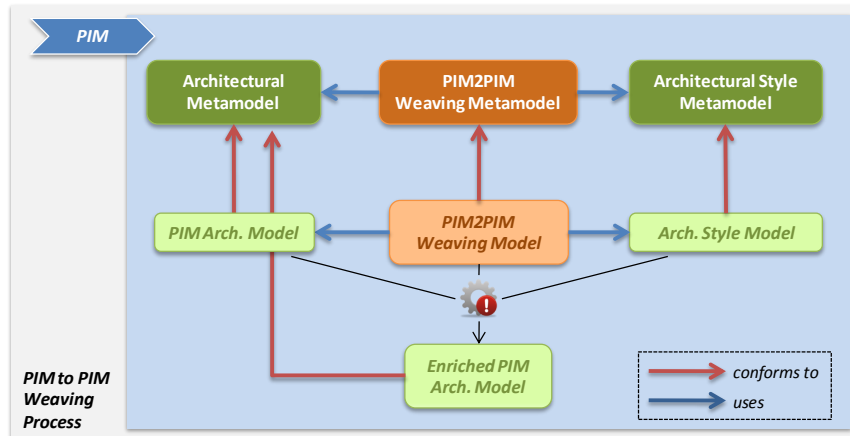 PIM
Architectural
Metamodel
PIM2PIM
Weaving Metamodel
Architectural Style
Metamodel
PIM Arch. Model
PIM2PIM
Weaving Model
Arch. Style Model
Enriched PIM
Arch. Model
PIM to PIM
Weaving
Process
conforms to
uses